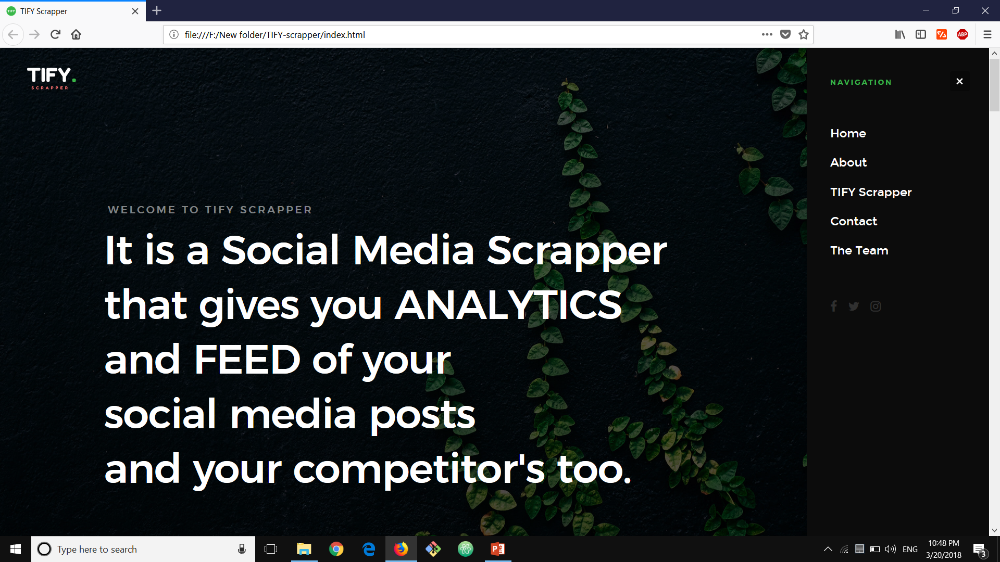 TIFY Scrapper
file:///F:/New folder/TIFY-scrapper/index.html
ABP
TIFY.
SCRAPPER
NAVIGATION
Home
About
TIFY Scrapper
Contact
The Team
WELCOME TO TIFY SCRAPPER
It is a Social Media Scrapper
that gives you ANALYTICS
and FEED of your
social media posts
and your competitor's too.
Type here to search
ENG
10:48 PM
3/20/2018
3